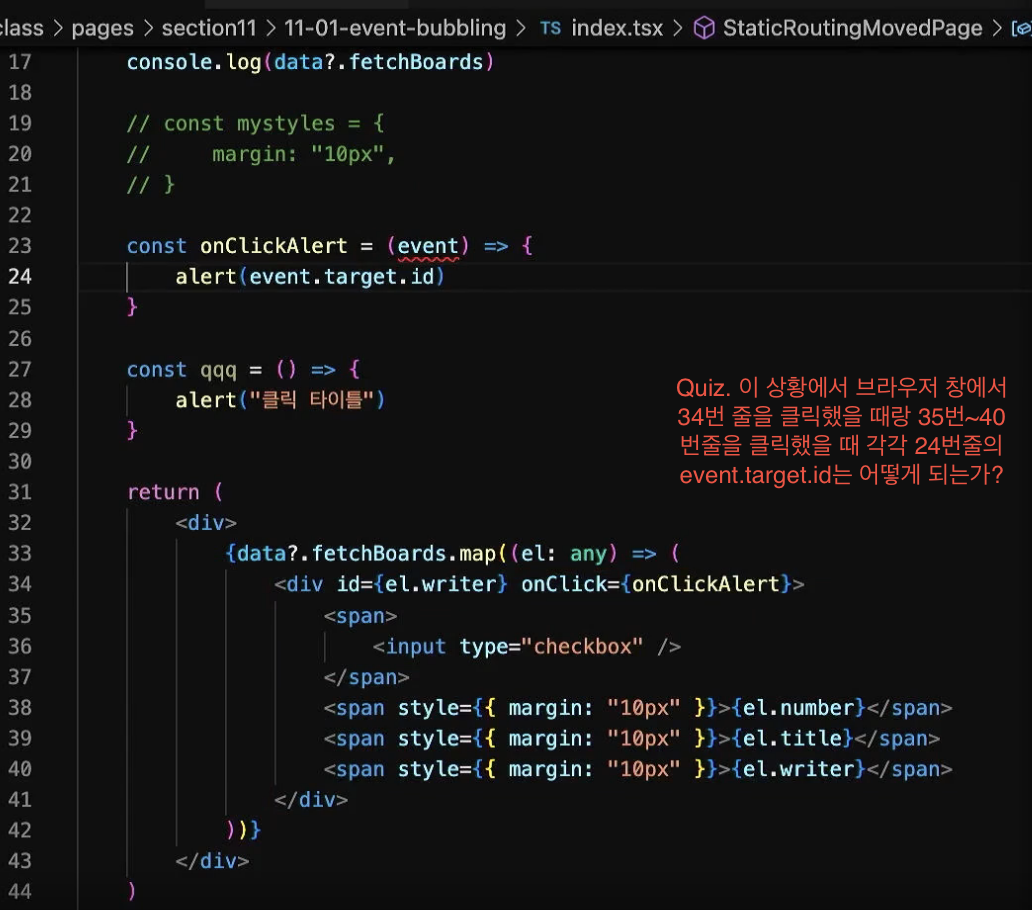 class > pages > section11 > 11-01-event-bubbling > TS index.tsx > StaticRoutingMovedPage >
17 console.log(data?.fetchBoards)
18
19 // const mystyles = {
20 //     margin: "10px",
21 // }
22
23 const onClickAlert = (event) => {
24     alert(event.target.id)
25 }
26
27 const qqq = () => {
28     alert("클릭 타이틀")
29 }
30
31 return (
32     <div>
33         {data?.fetchBoards.map((el: any) => (
34             <div id={el.writer} onClick={onClickAlert}>
35                 <span>
36                     <input type="checkbox" />
37                 </span>
38                 <span style={{ margin: "10px" }}>{el.number}</span>
39                 <span style={{ margin: "10px" }}>{el.title}</span>
40                 <span style={{ margin: "10px" }}>{el.writer}</span>
41             </div>
42         ))}
43     </div>
44 )
Quiz. 이 상황에서 브라우저 창에서
34번 줄을 클릭했을 때랑 35번~40
번줄을 클릭했을 때 각각 24번줄의
event.target.id는 어떻게 되는가?